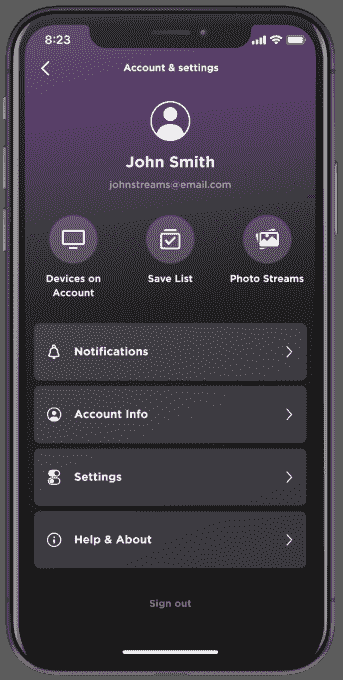 8:23
Account & settings
John Smith
johnstreams@email.com
Devices on
Account
Save List
Photo Streams
Notifications
Account Info
Settings
Help & About
Sign out